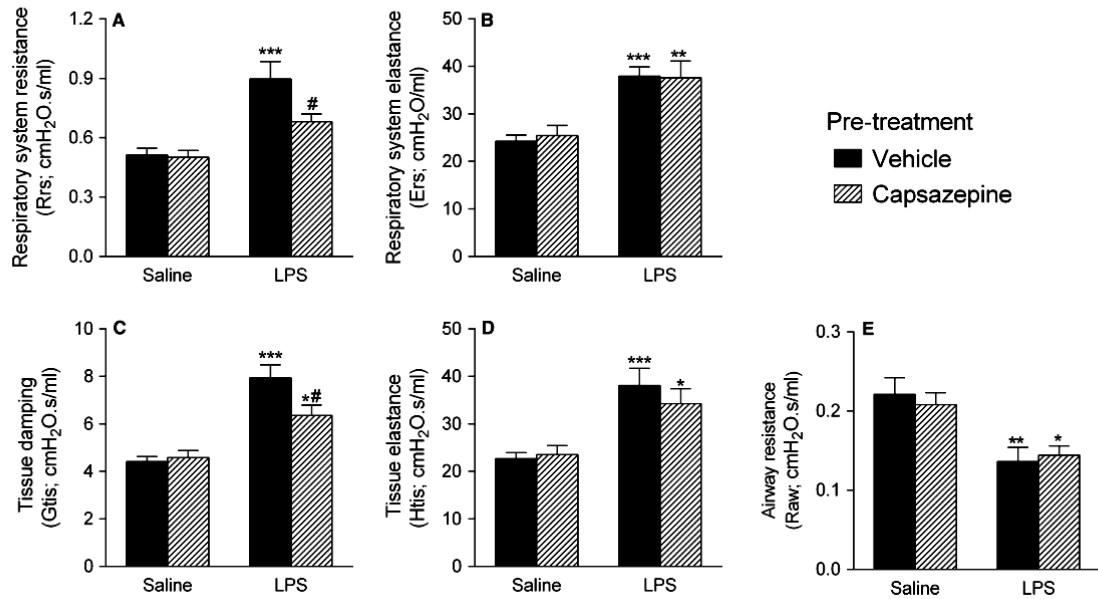 A
Respiratory system resistance
(Rrs; cmH₂O.s/ml)
1.2
0.9
0.6
0.3
0.0
***
#
Saline
LPS
B
Respiratory system elastance
(Ers; cmH₂O/ml)
50
40
30
20
10
0
***
**
Saline
LPS
Pre-treatment
Vehicle
Capsazepine
C
Tissue damping
(Gtis; cmH₂O.s/ml)
10
8
6
4
2
0
***
*#
Saline
LPS
D
Tissue elastance
(Htis; cmH₂O.s/ml)
50
40
30
20
10
0
***
*
Saline
LPS
E
Airway resistance
(Raw; cmH₂O.s/ml)
0.3
0.2
0.1
0.0
**
*
Saline
LPS